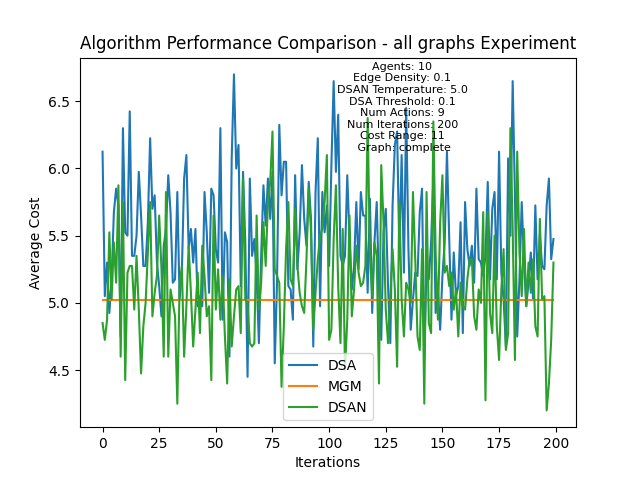 Algorithm Performance Comparison - all graphs Experiment
Agents: 10
Edge Density: 0.1
DSAN Temperature: 5.0
DSA Threshold: 0.1
Num Actions: 9
Num Iterations: 200
Cost Range: 11
Graph: complete
Average Cost
6.5
6.0
5.5
5.0
4.5
DSA
MGM
DSAN
0
25
50
75
100
125
150
175
200
Iterations